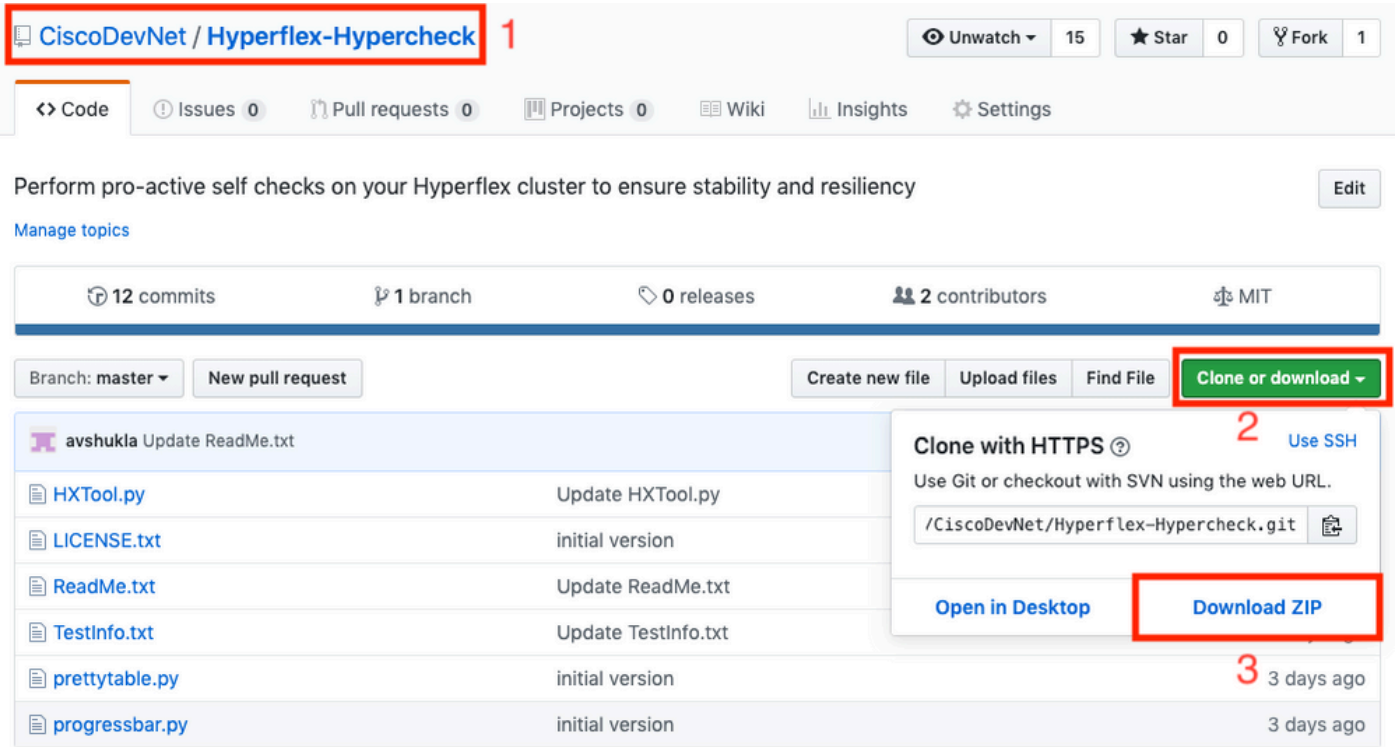 CiscoDevNet / Hyperflex-Hypercheck 1 Unwatch 15 Star 0 Fork 1
Code Issues 0 Pull requests 0 Projects 0 Wiki Insights Settings
Perform pro-active self checks on your Hyperflex cluster to ensure stability and resiliency Edit
Manage topics
12 commits 1 branch 0 releases 2 contributors MIT
Branch: master New pull request Create new file Upload files Find File Clone or download
2
avshukla Update ReadMe.txt
Clone with HTTPS Use SSH
Use Git or checkout with SVN using the web URL.
/CiscoDevNet/Hyperflex-Hypercheck.git
Open in Desktop Download ZIP
HXTool.py Update HXTool.py
LICENSE.txt initial version
ReadMe.txt Update ReadMe.txt
TestInfo.txt Update TestInfo.txt
prettytable.py initial version 3 3 days ago
progressbar.py initial version 3 days ago